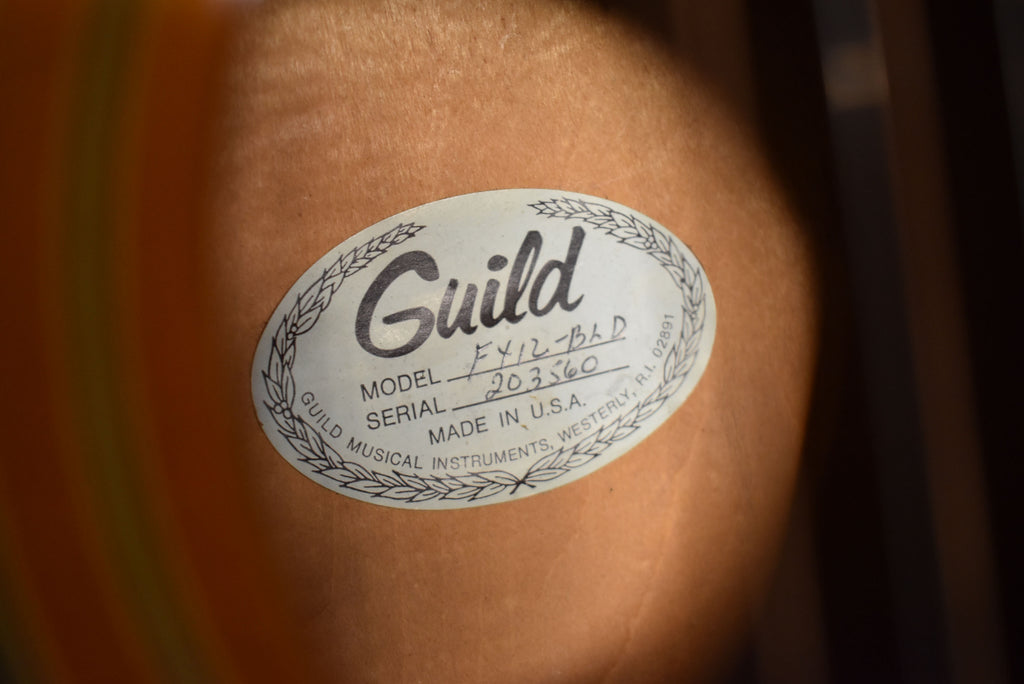 Guild
MODEL F412-BLD
SERIAL 203560
MADE IN U.S.A.
GUILD MUSICAL INSTRUMENTS, WESTERLY, R.I. 02891